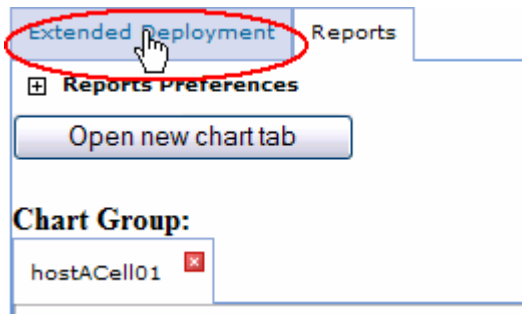 Extended Deployment Reports
Reports Preferences
Open new chart tab
Chart Group:
hostACell01